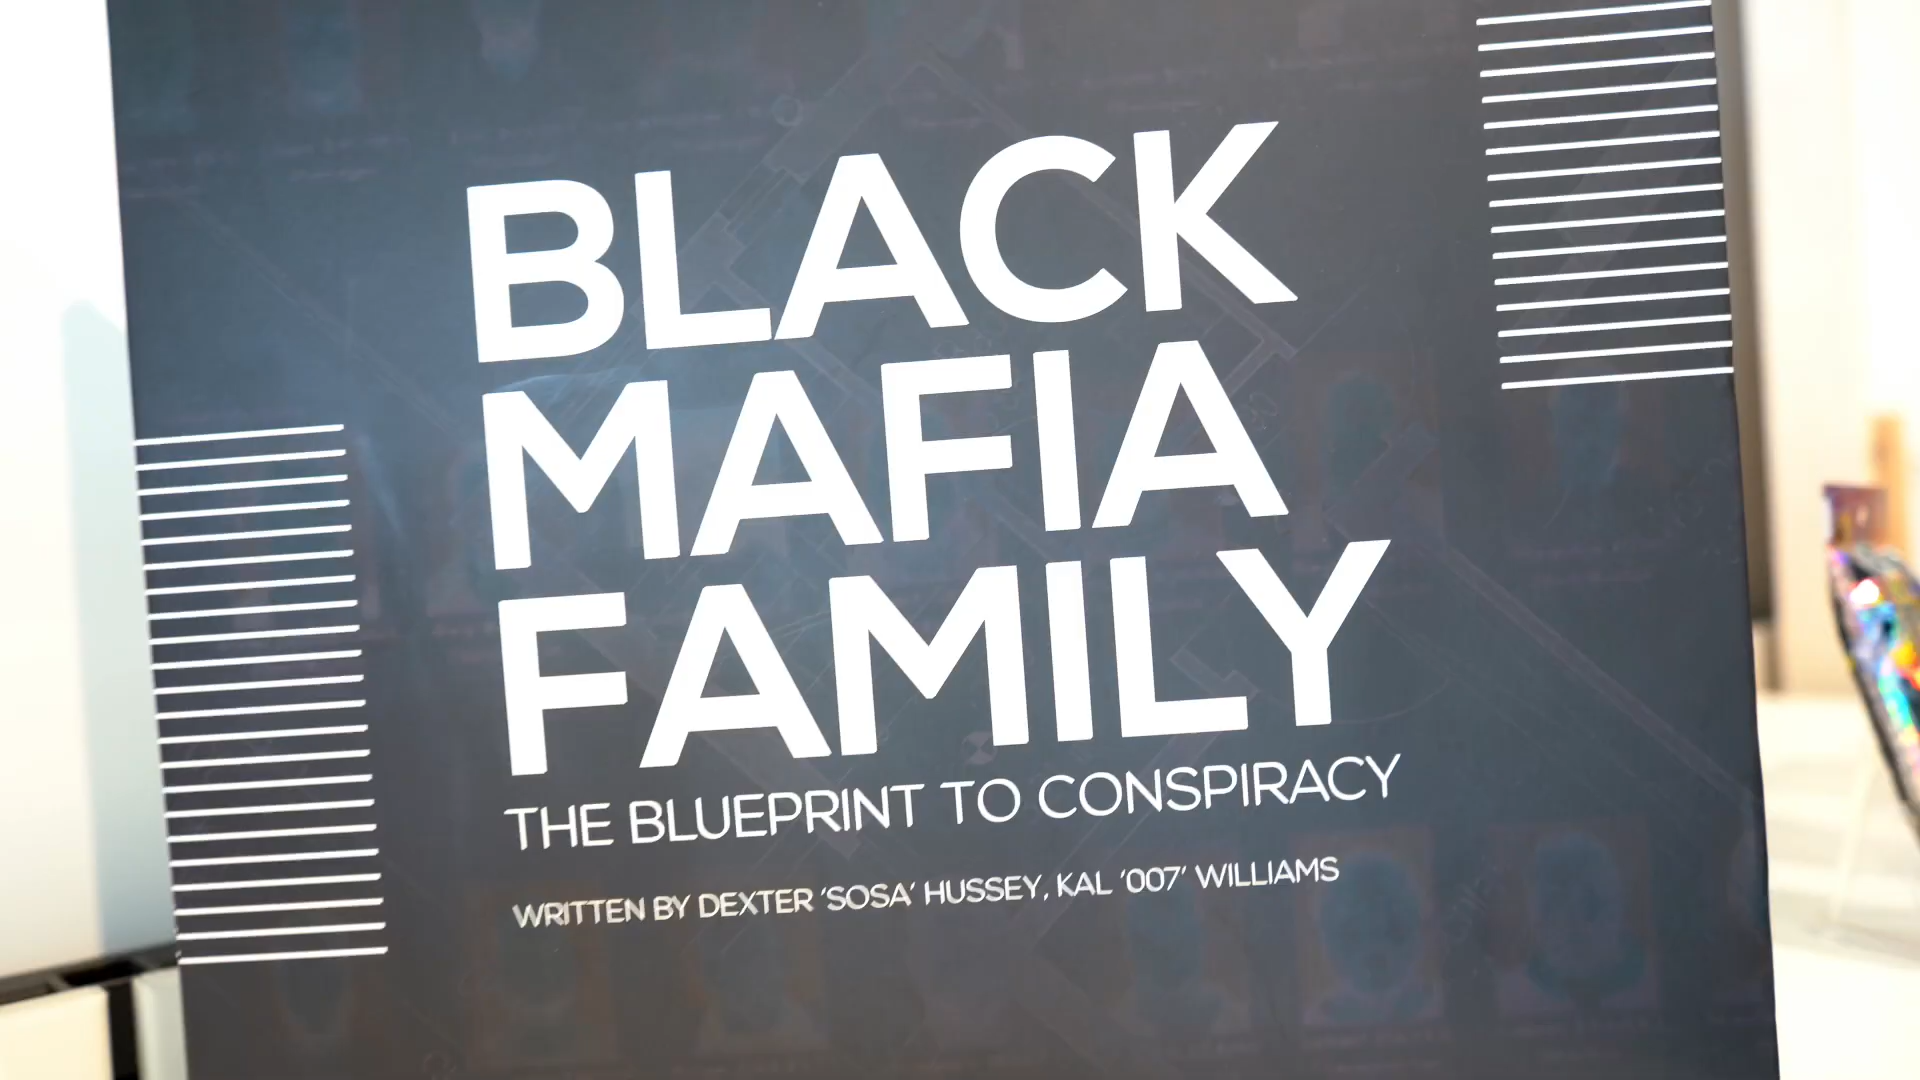 BLACK
MAFIA
FAMILY
THE BLUEPRINT TO CONSPIRACY
WRITTEN BY DEXTER 'SOSA' HUSSEY, KAL '007' WILLIAMS